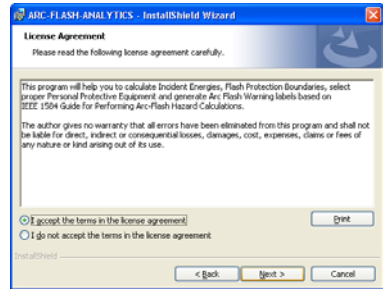 ARC-FLASH-ANALYTICS - InstallShield Wizard
License Agreement
Please read the following license agreement carefully.
This program will help you to calculate Incident Energies, Flash Protection Boundaries, select
proper Personal Protective Equipment and generate Arc Flash Warning labels based on
IEEE 1584 Guide for Performing Arc-Flash Hazard Calculations.
The author gives no warranty that all errors have been eliminated from this program and shall not
be liable for direct, indirect or consequential losses, damages, cost, expenses, claims or fees of
any nature or kind arising out of its use.
I accept the terms in the license agreement
Print
I do not accept the terms in the license agreement
InstallShield
< Back Next > Cancel